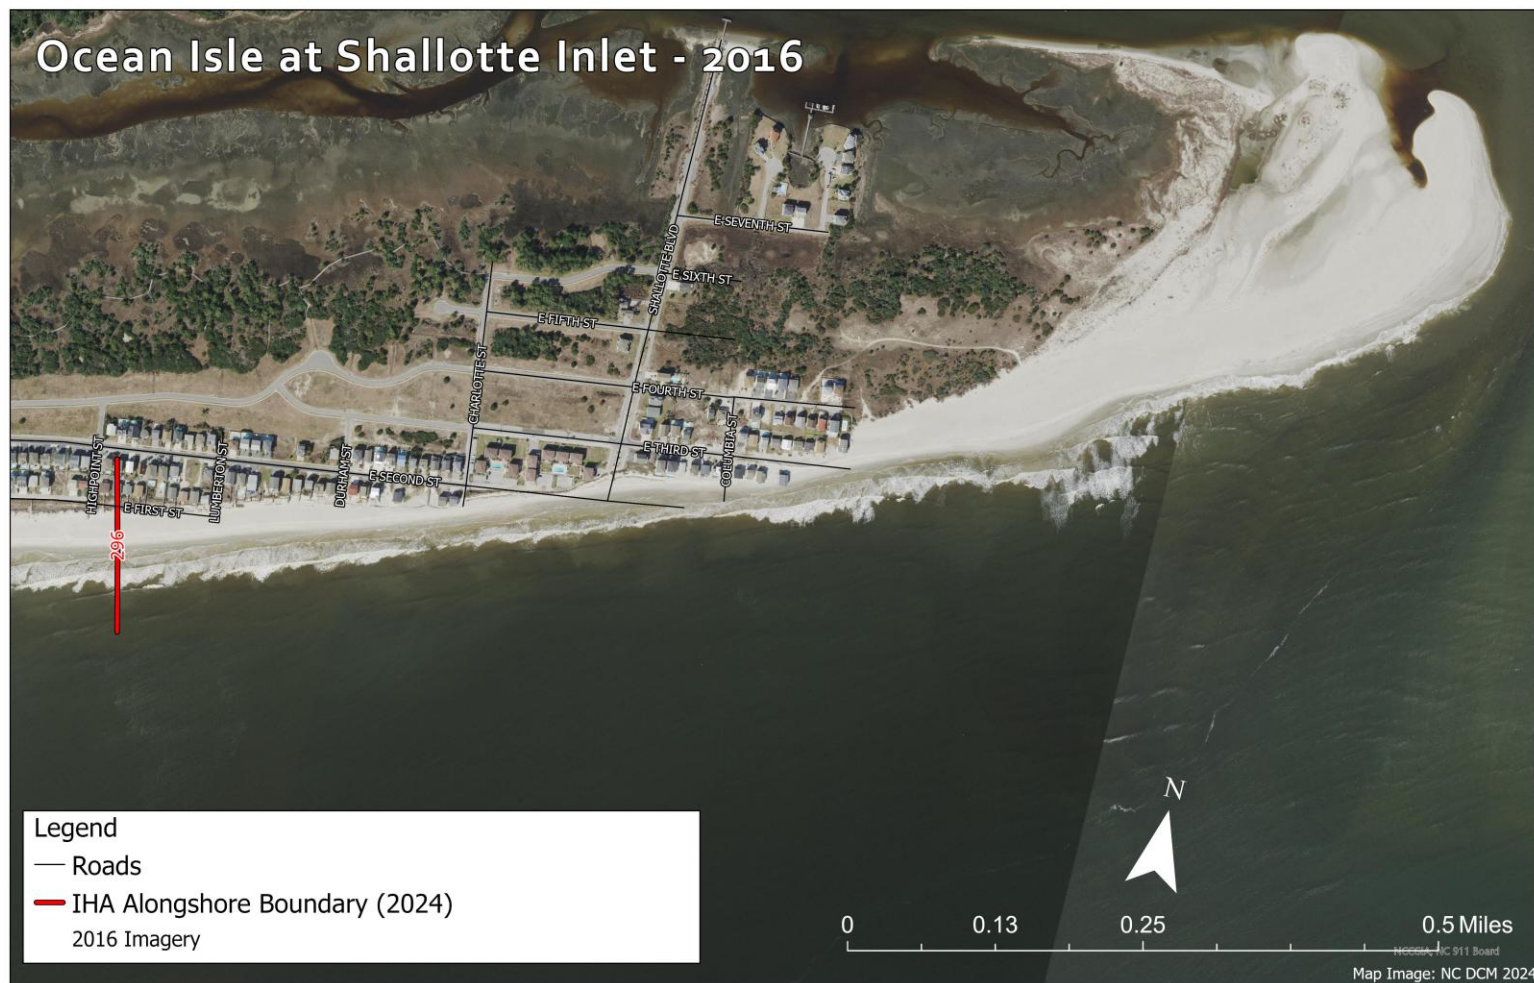 Ocean Isle at Shallotte Inlet - 2016
E SEVENTH ST
SHALLOTTE BLVD
E SIXTH ST
E FIFTH ST
CHARLOTTE ST
E FOURTH ST
COLUMBIA ST
E THIRD ST
HIGH POINT ST
LUMBERTON ST
DURHAM ST
E SECOND ST
E FIRST ST
296
N
Legend
Roads
IHA Alongshore Boundary (2024)
2016 Imagery
0 0.13 0.25 0.5 Miles
NCCGIA, NC 911 Board
Map Image: NC DCM 2024